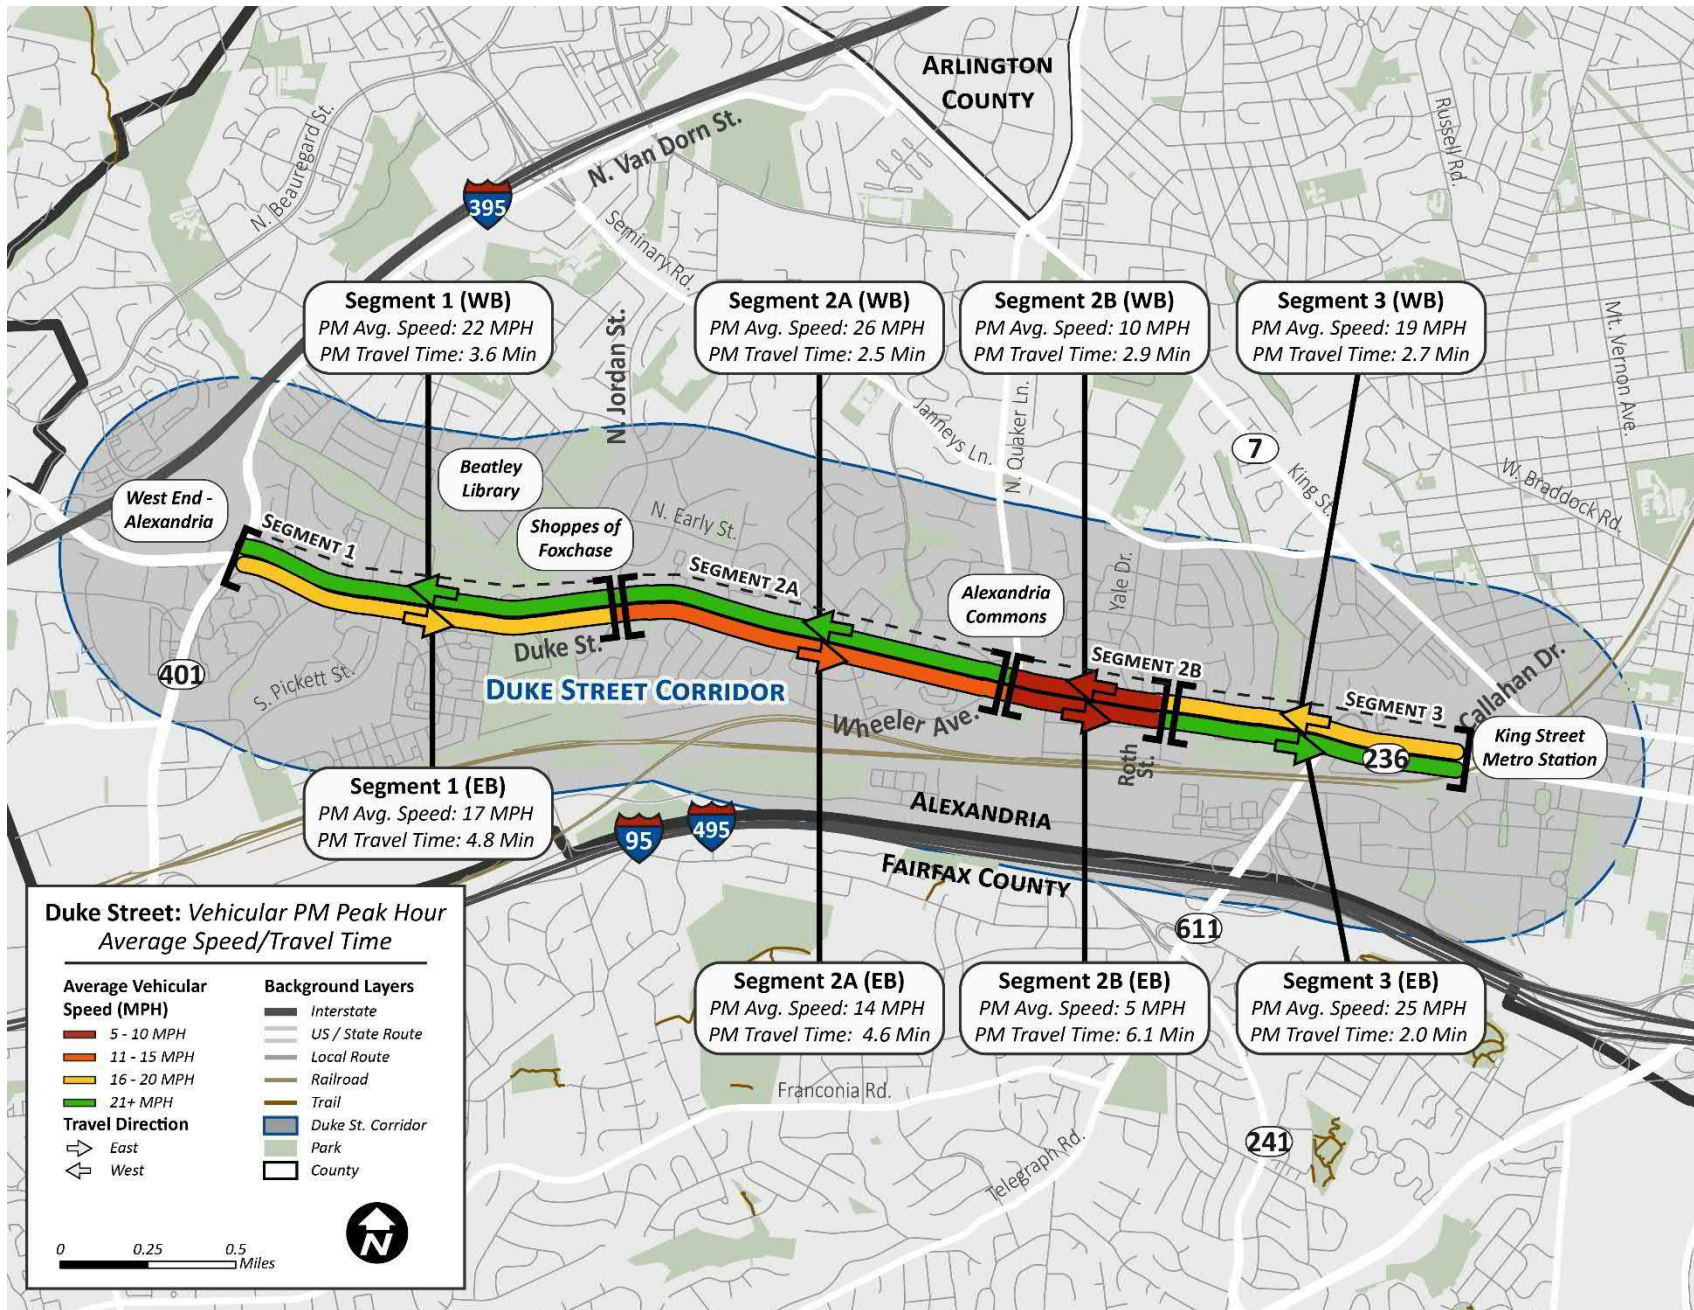 ARLINGTON
COUNTY
N. Van Dorn St.
N. Beauregard St.
Russell Rd.
395
Seminary Rd.
Segment 1 (WB)
PM Avg. Speed: 22 MPH
PM Travel Time: 3.6 Min
Segment 2A (WB)
PM Avg. Speed: 26 MPH
PM Travel Time: 2.5 Min
Segment 2B (WB)
PM Avg. Speed: 10 MPH
PM Travel Time: 2.9 Min
Segment 3 (WB)
PM Avg. Speed: 19 MPH
PM Travel Time: 2.7 Min
N. Jordan St.
Mt. Vernon Ave.
Janneys Ln.
N. Quaker Ln.
7
King St.
W. Braddock Rd.
West End -
Alexandria
Beatley
Library
Shoppes of
Foxchase
N. Early St.
SEGMENT 1
SEGMENT 2A
Alexandria
Commons
Yale Dr.
Duke St.
401
S. Pickett St.
DUKE STREET CORRIDOR
Wheeler Ave.
SEGMENT 2B
Roth
St.
SEGMENT 3
Callahan Dr.
236
King Street
Metro Station
Segment 1 (EB)
PM Avg. Speed: 17 MPH
PM Travel Time: 4.8 Min
95
495
ALEXANDRIA
FAIRFAX COUNTY
611
Segment 2A (EB)
PM Avg. Speed: 14 MPH
PM Travel Time: 4.6 Min
Segment 2B (EB)
PM Avg. Speed: 5 MPH
PM Travel Time: 6.1 Min
Segment 3 (EB)
PM Avg. Speed: 25 MPH
PM Travel Time: 2.0 Min
Franconia Rd.
Telegraph Rd.
241
Duke Street: Vehicular PM Peak Hour
Average Speed/Travel Time
Average Vehicular
Speed (MPH)
5 - 10 MPH
11 - 15 MPH
16 - 20 MPH
21+ MPH
Travel Direction
East
West
Background Layers
Interstate
US / State Route
Local Route
Railroad
Trail
Duke St. Corridor
Park
County
N
0 0.25 0.5
Miles